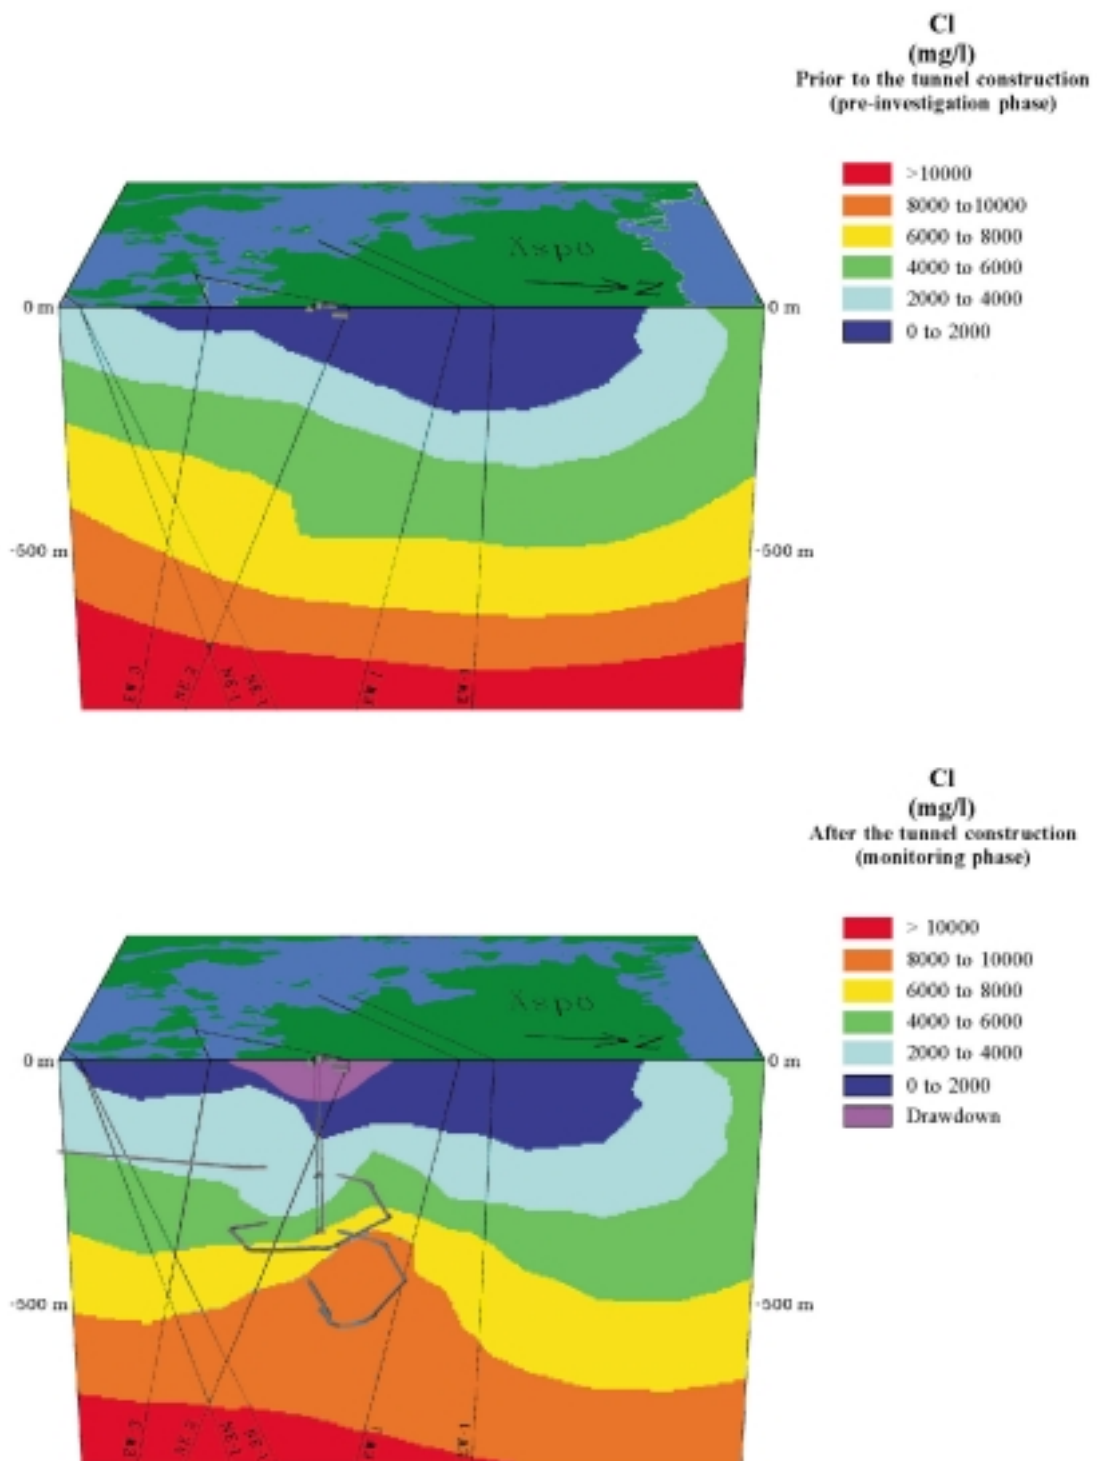 Cl
(mg/l)
Prior to the tunnel construction
(pre-investigation phase)
>10000
8000 to10000
6000 to 8000
4000 to 6000
2000 to 4000
0 to 2000
Äspö
N
0 m
0 m
-500 m
-500 m
Cl
(mg/l)
After the tunnel construction
(monitoring phase)
> 10000
8000 to 10000
6000 to 8000
4000 to 6000
2000 to 4000
0 to 2000
Drawdown
Äspö
N
0 m
0 m
-500 m
-500 m